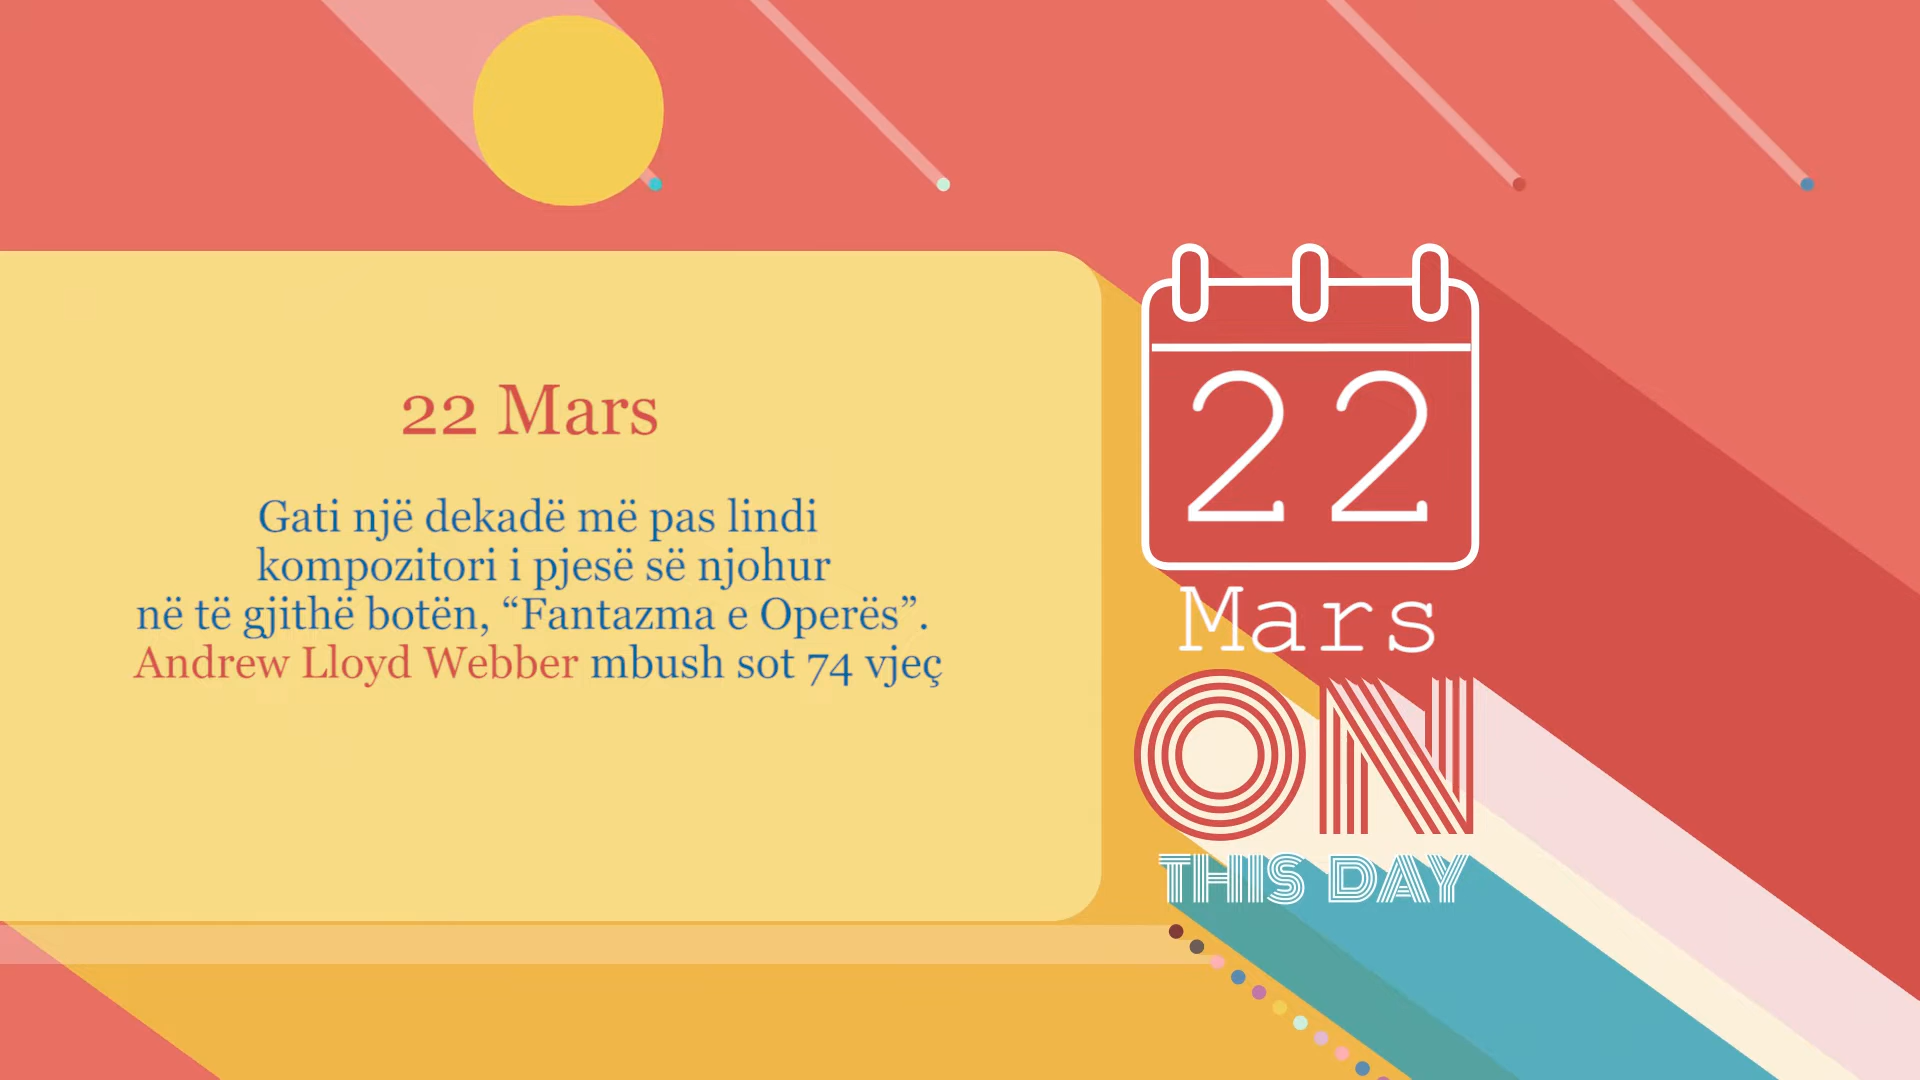 22 Mars
Gati një dekadë më pas lindi
kompozitori i pjesë së njohur
në të gjithë botën, “Fantazma e Operës”.
Andrew Lloyd Webber mbush sot 74 vjeç
22
Mars
ON
THIS DAY